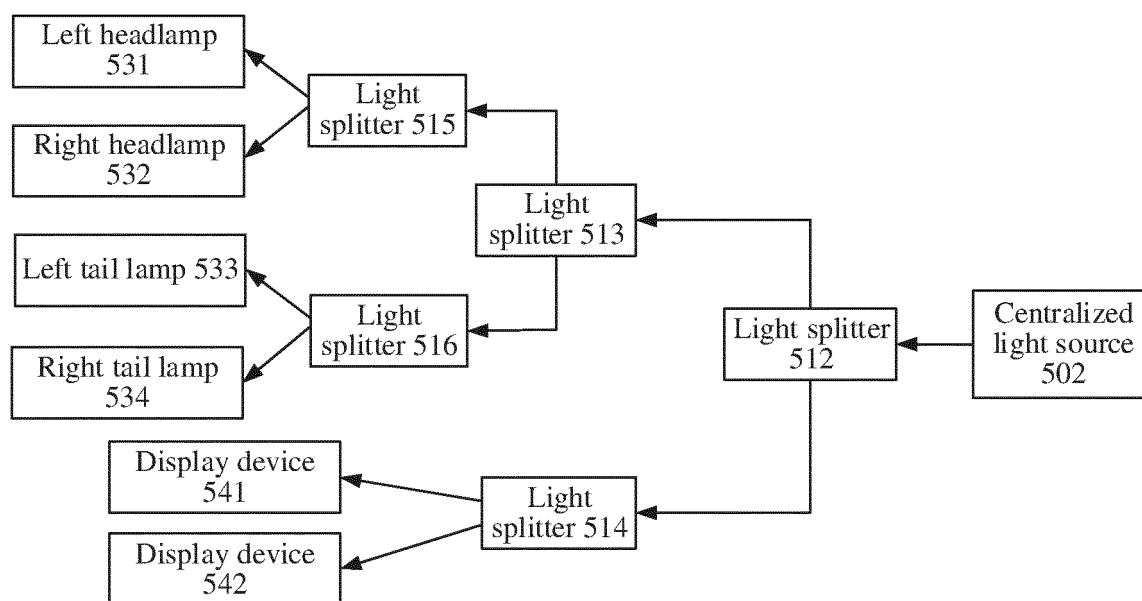 Left headlamp
531
Right headlamp
532
Light
splitter 515
Light
splitter 513
Left tail lamp 533
Right tail lamp
534
Light
splitter 516
Light splitter
512
Centralized
light source
502
Display device
541
Display device
542
Light
splitter 514